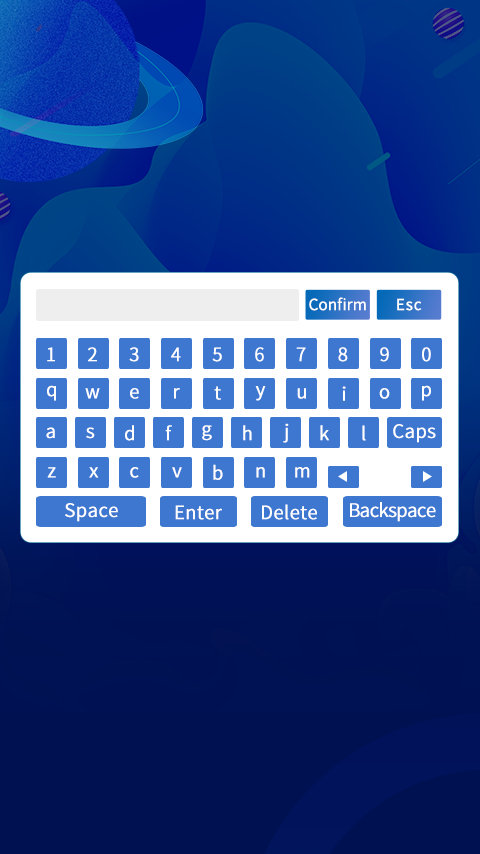 Confirm Esc
1 2 3 4 5 6 7 8 9 0
q w e r t y u i o p
a s d f g h j k l Caps
z x c v b n m
Space Enter Delete Backspace